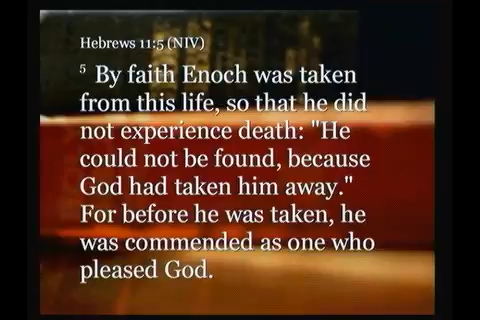 Hebrews 11:5 (NIV)
5 By faith Enoch was taken
from this life, so that he did
not experience death: "He
could not be found, because
God had taken him away."
For before he was taken, he
was commended as one who
pleased God.